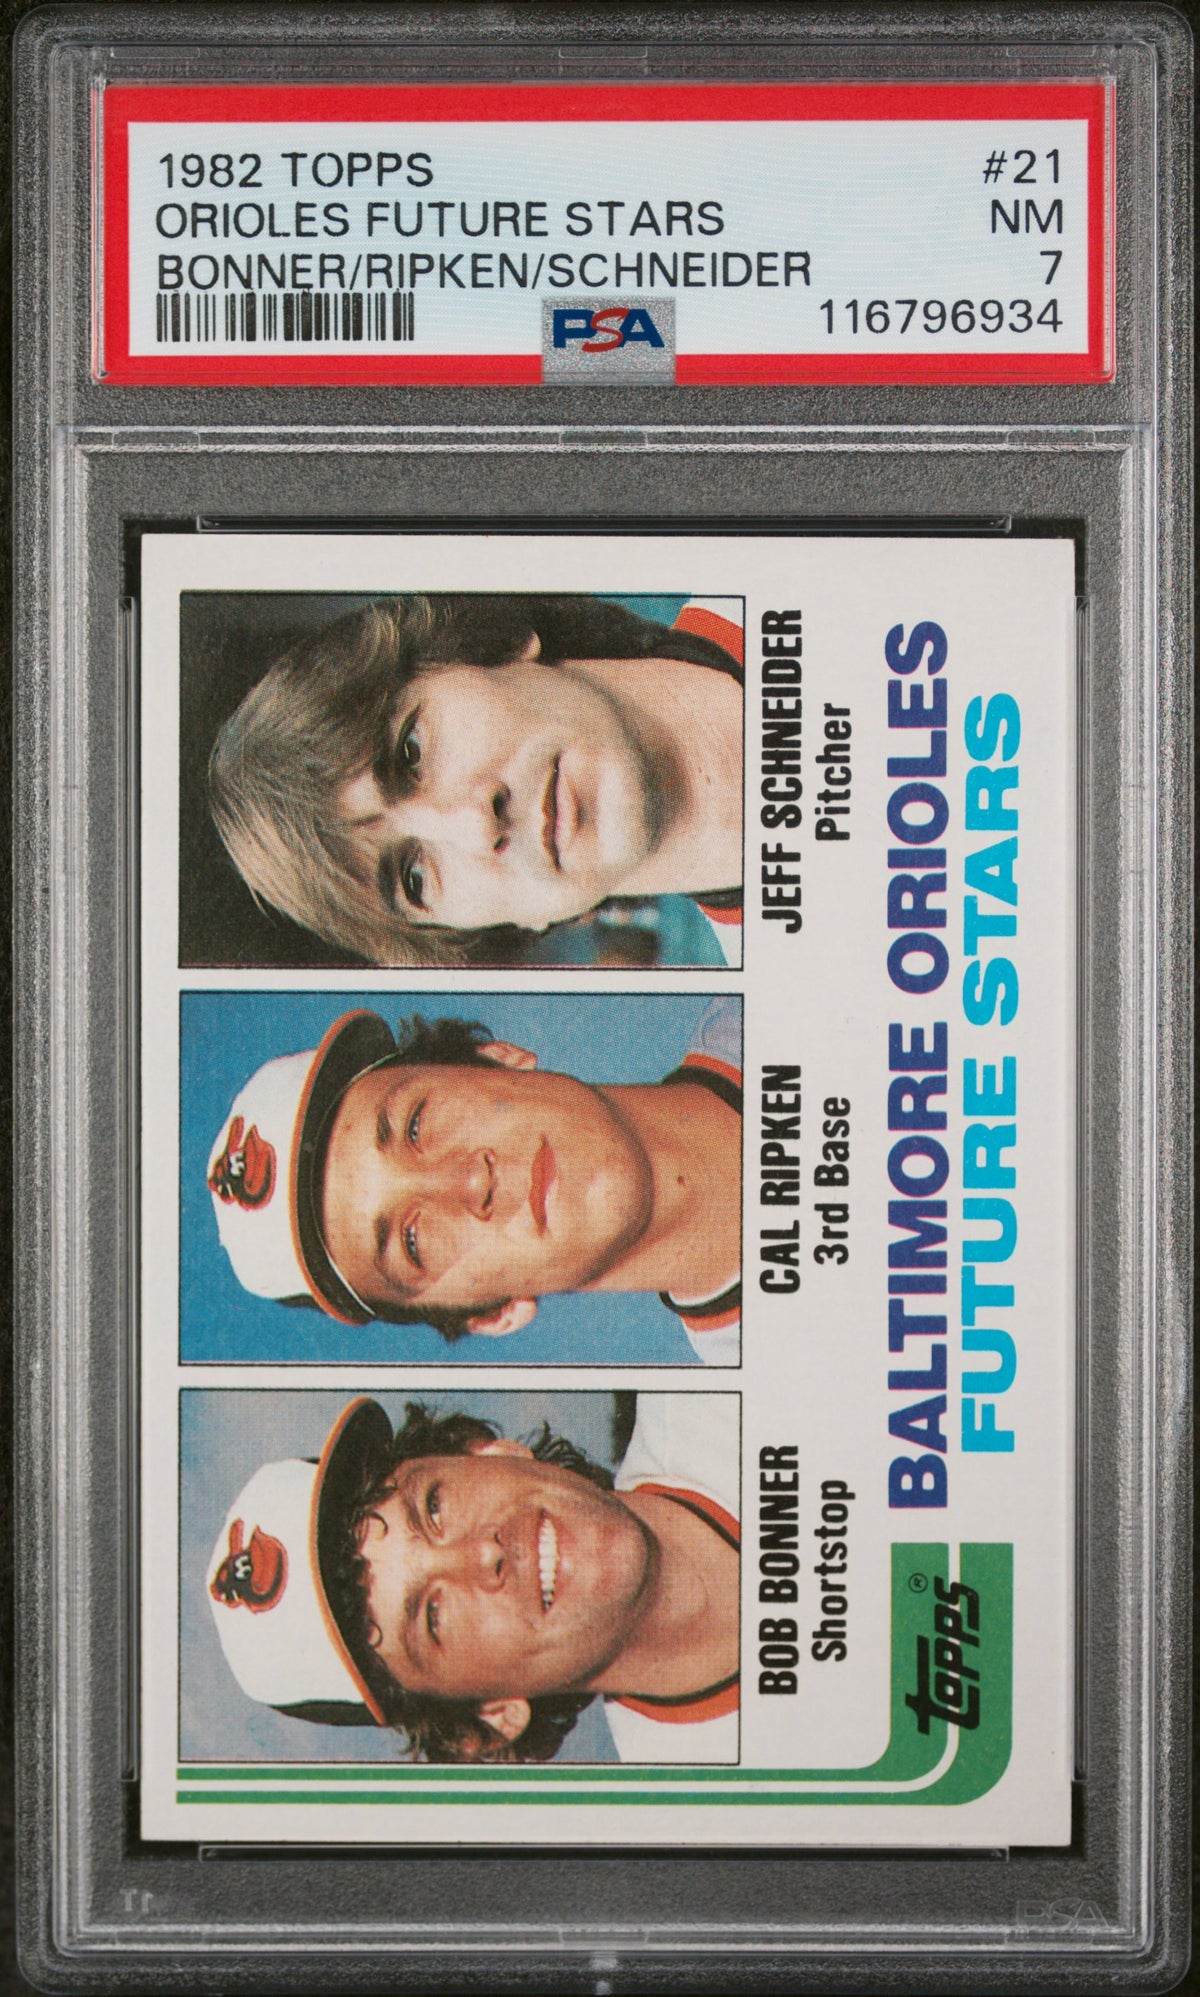 1982 TOPPS #21
ORIOLES FUTURE STARS NM
BONNER/RIPKEN/SCHNEIDER 7
PSA 116796934
BOB BONNER
Shortstop
CAL RIPKEN
3rd Base
JEFF SCHNEIDER
Pitcher
topps®
BALTIMORE ORIOLES
FUTURE STARS
PSA